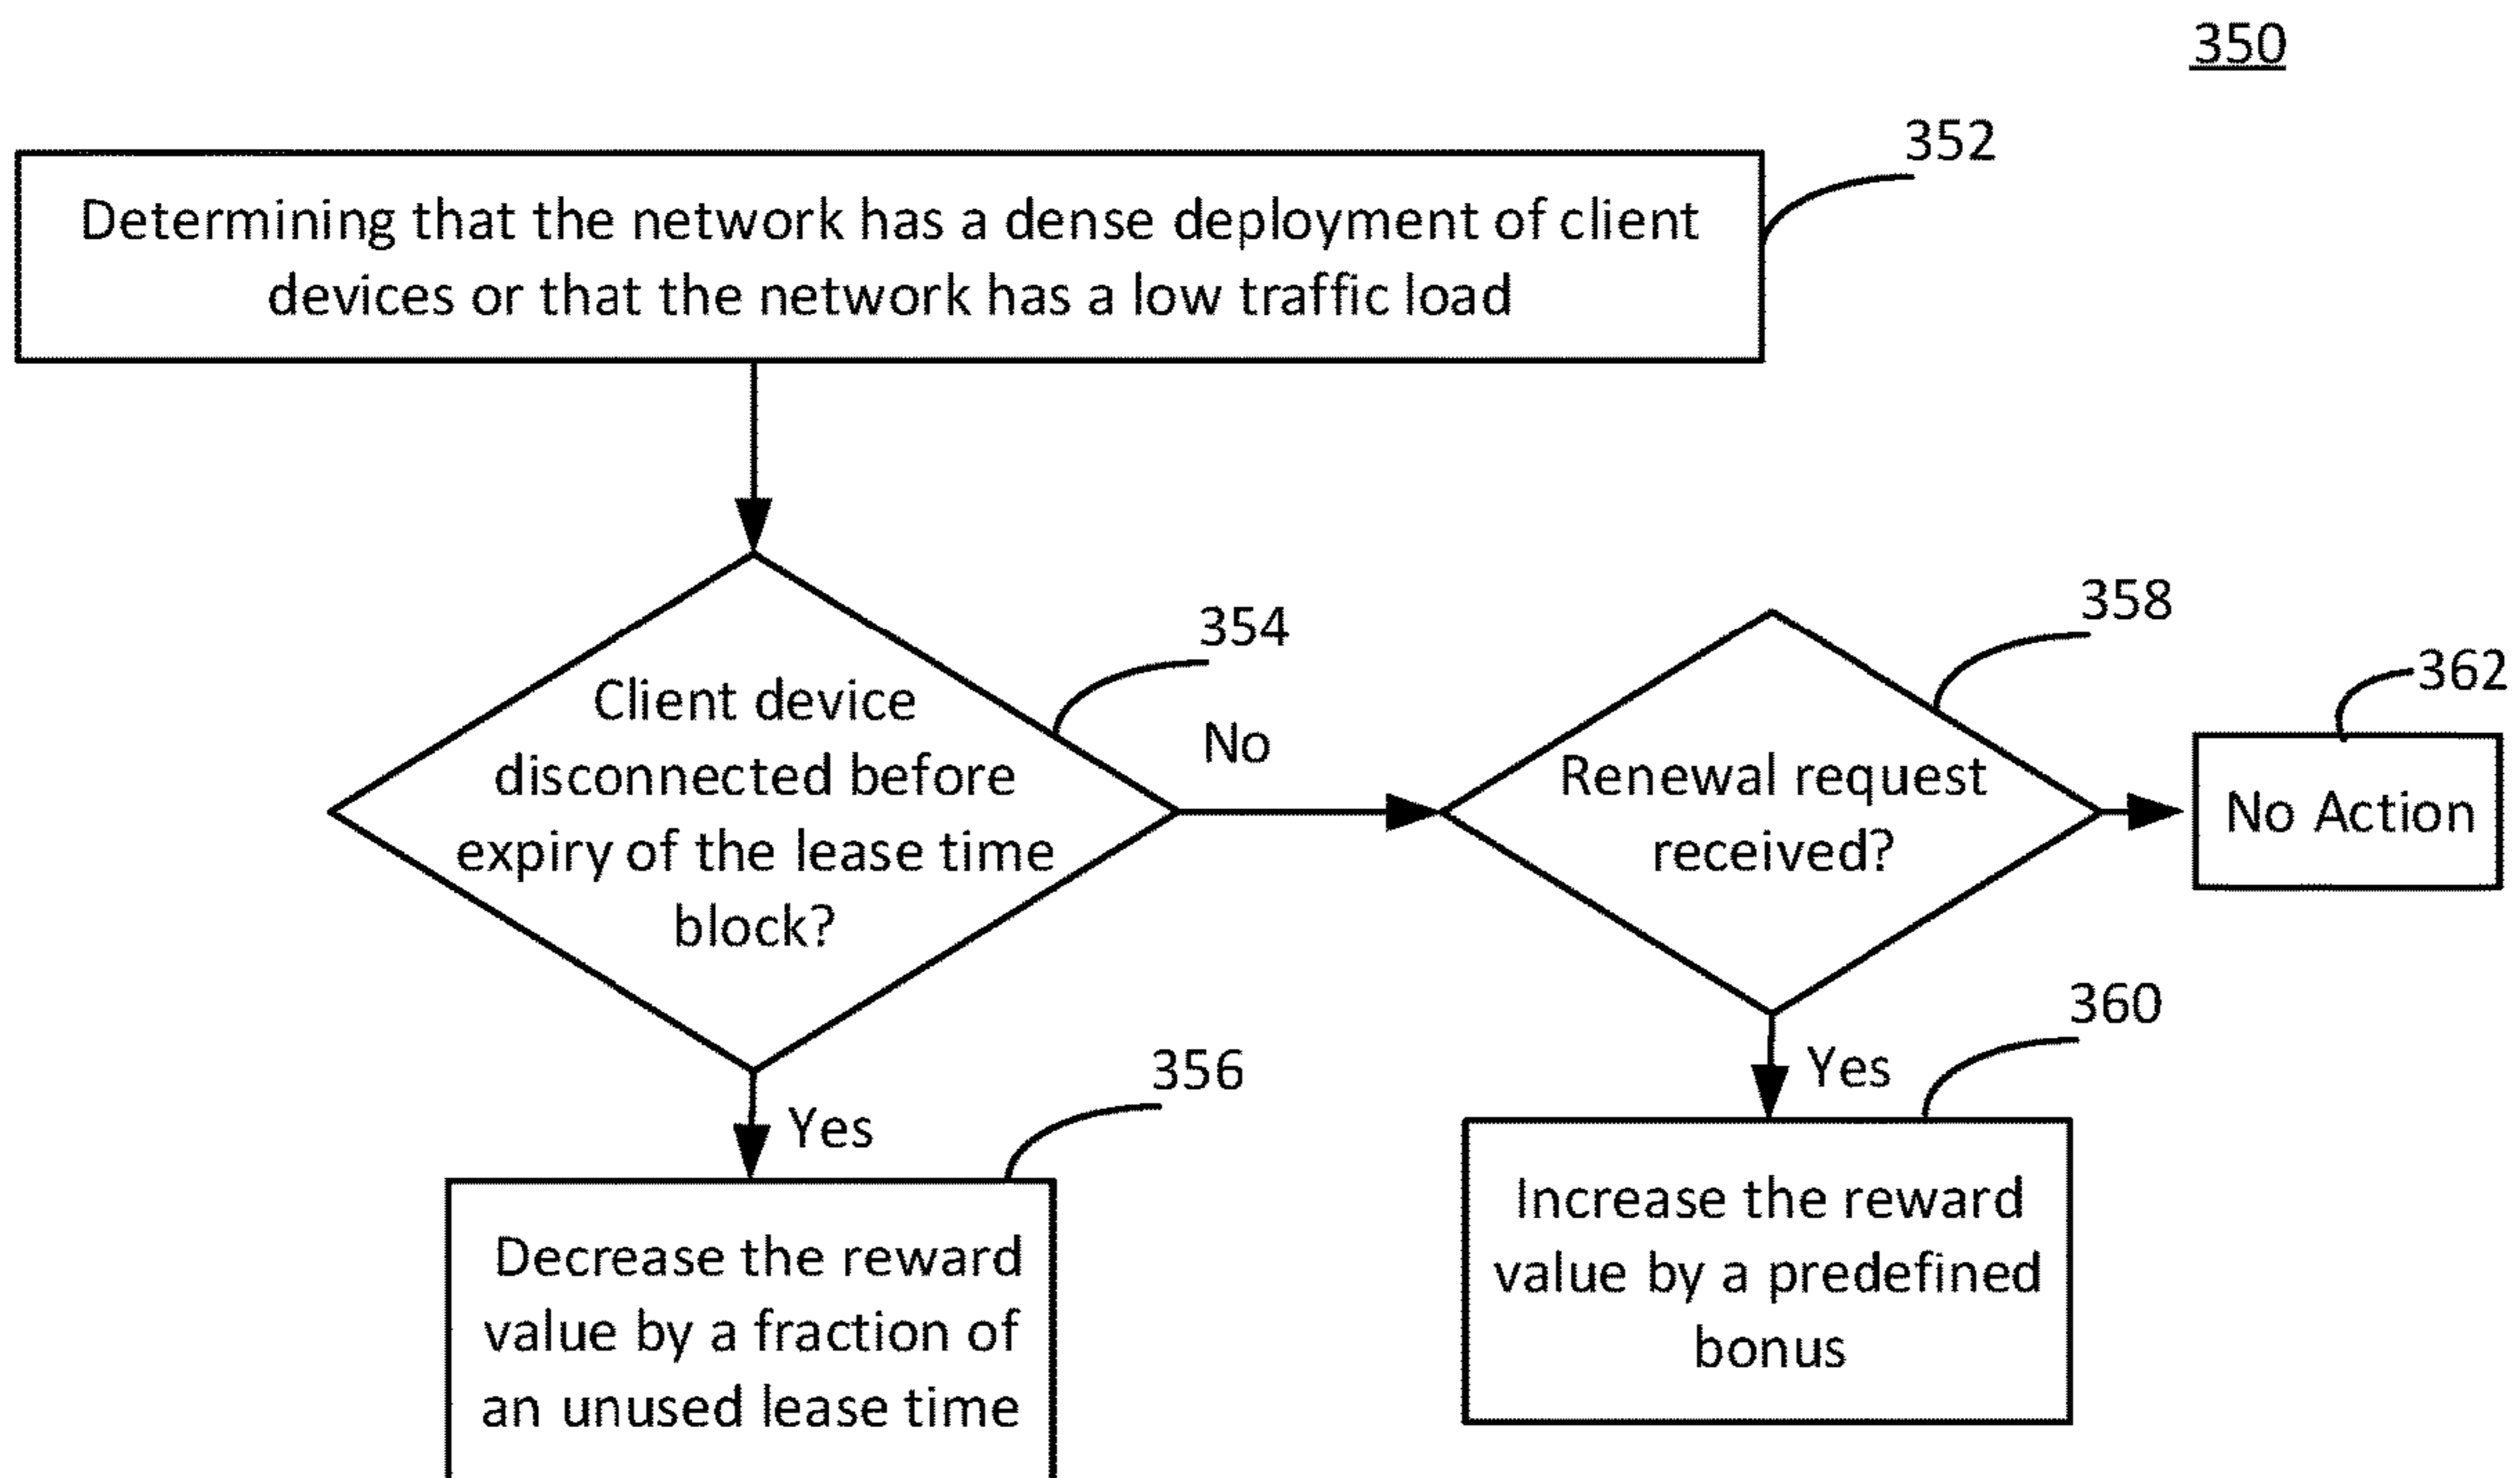 350
352
Determining that the network has a dense deployment of client
devices or that the network has a low traffic load
354
Client device
disconnected before
expiry of the lease time
block?
No
358
Renewal request
received?
362
No Action
Yes
356
Decrease the reward
value by a fraction of
an unused lease time
Yes
360
Increase the reward
value by a predefined
bonus